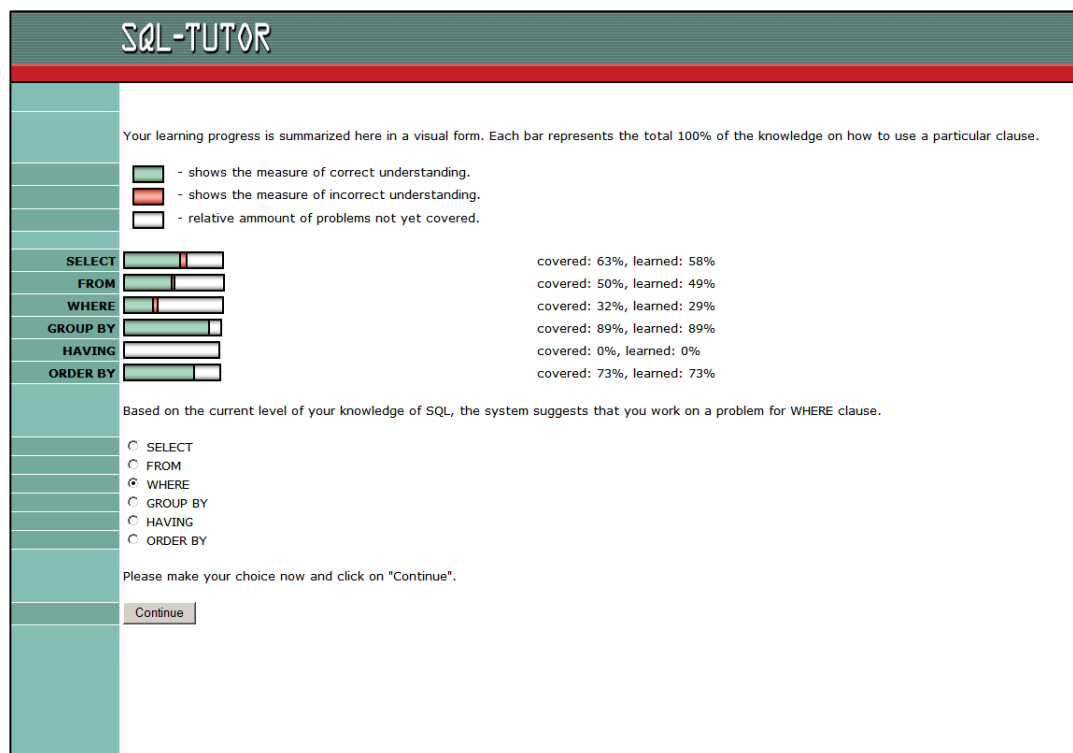 SQL-TUTOR
Your learning progress is summarized here in a visual form. Each bar represents the total 100% of the knowledge on how to use a particular clause.
- shows the measure of correct understanding.
- shows the measure of incorrect understanding.
- relative ammount of problems not yet covered.
SELECT covered: 63%, learned: 58%
FROM covered: 50%, learned: 49%
WHERE covered: 32%, learned: 29%
GROUP BY covered: 89%, learned: 89%
HAVING covered: 0%, learned: 0%
ORDER BY covered: 73%, learned: 73%
Based on the current level of your knowledge of SQL, the system suggests that you work on a problem for WHERE clause.
SELECT
FROM
WHERE
GROUP BY
HAVING
ORDER BY
Please make your choice now and click on "Continue".
Continue